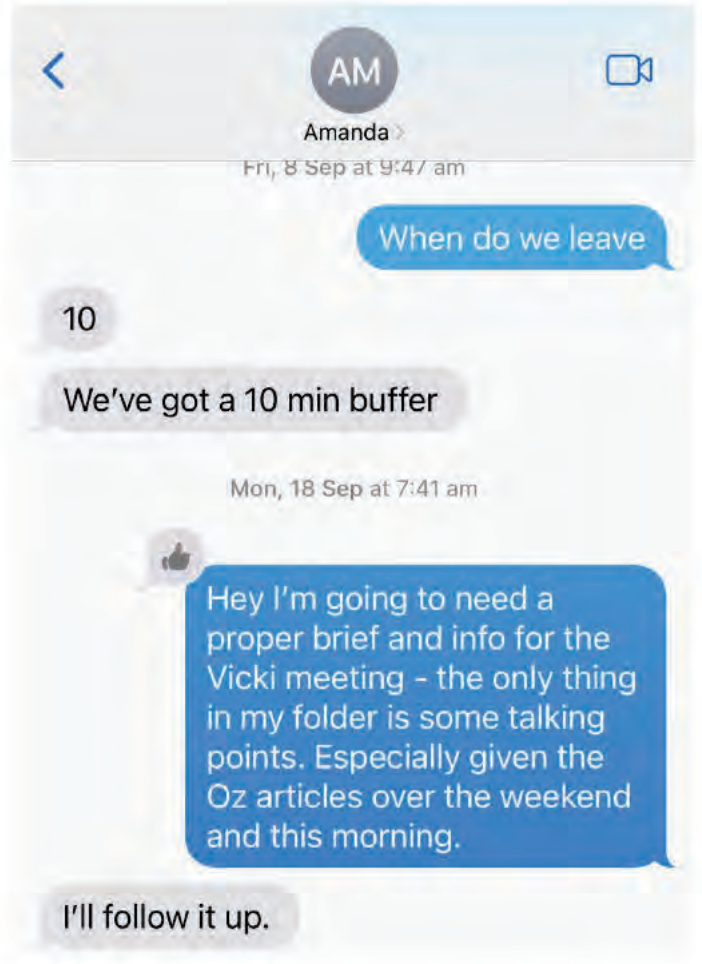 AM
Amanda
Fri, 8 Sep at 9:47 am
When do we leave
10
We've got a 10 min buffer
Mon, 18 Sep at 7:41 am
Hey I'm going to need a
proper brief and info for the
Vicki meeting - the only thing
in my folder is some talking
points. Especially given the
Oz articles over the weekend
and this morning.
I'll follow it up.